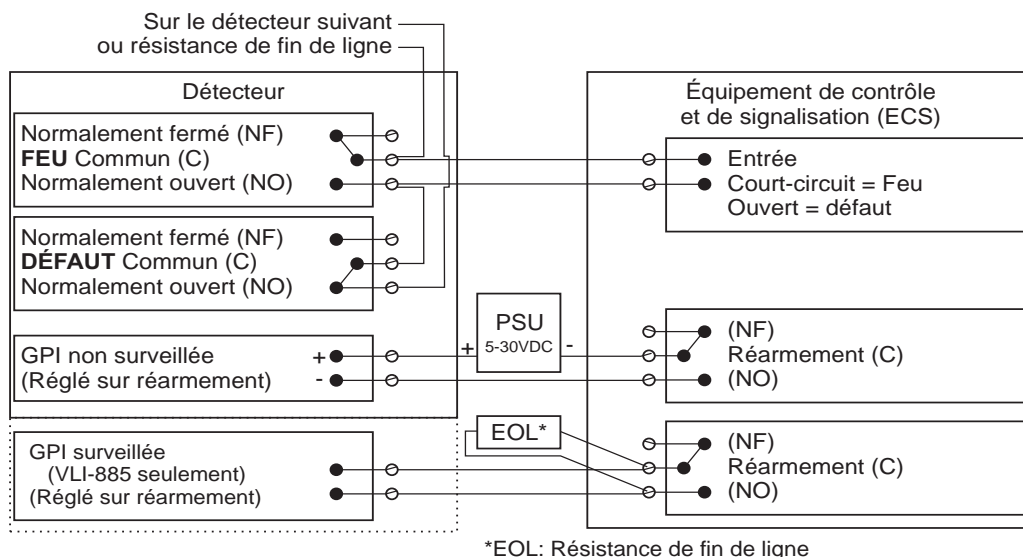 Sur le détecteur suivant
ou résistance de fin de ligne
Détecteur
Normalement fermé (NF)
FEU Commun (C)
Normalement ouvert (NO)
Normalement fermé (NF)
DÉFAUT Commun (C)
Normalement ouvert (NO)
GPI non surveillée
(Réglé sur réarmement)
+
-
GPI surveillée
(VLI-885 seulement)
(Réglé sur réarmement)
+
PSU
5-30VDC
-
EOL*
Équipement de contrôle
et de signalisation (ECS)
Entrée
Court-circuit = Feu
Ouvert = défaut
(NF)
Réarmement (C)
(NO)
(NF)
Réarmement (C)
(NO)
*EOL: Résistance de fin de ligne